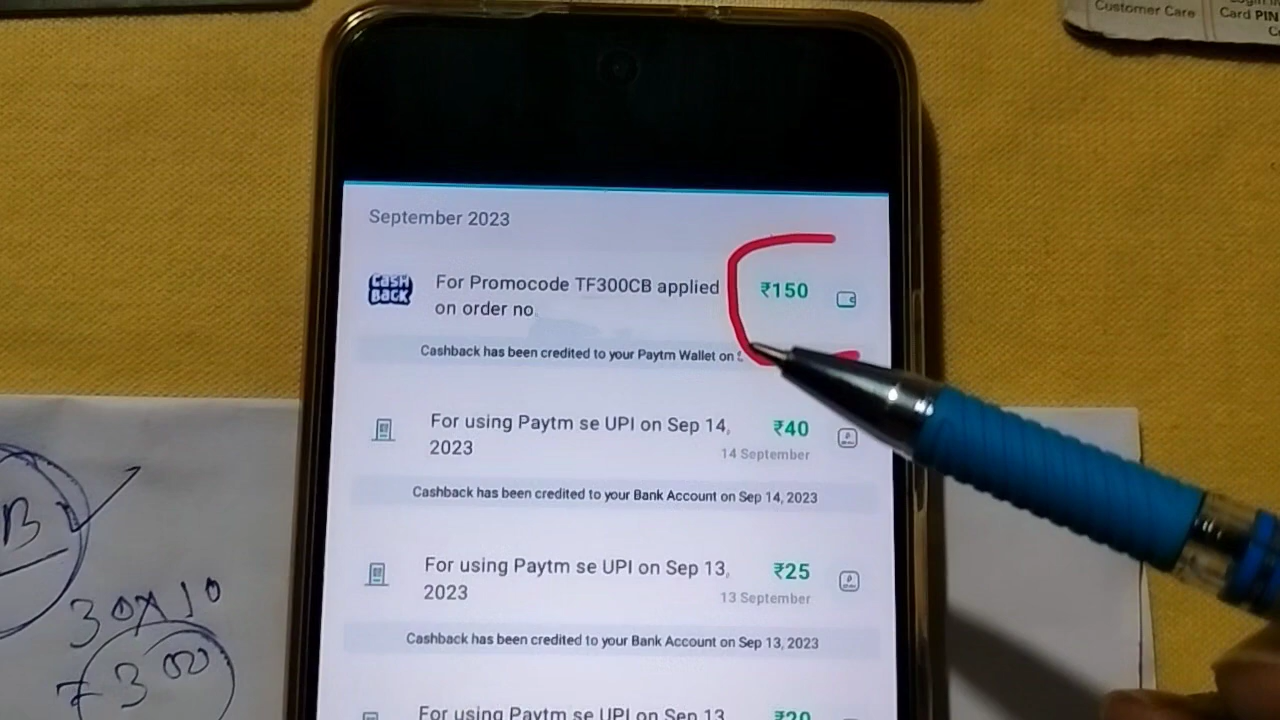 Customer Care
Card PIN
September 2023
CASH
BACK
For Promocode TF300CB applied
on order no
₹150
Cashback has been credited to your Paytm Wallet on
For using Paytm se UPI on Sep 14,
2023
₹40
14 September
Cashback has been credited to your Bank Account on Sep 14, 2023
For using Paytm se UPI on Sep 13,
2023
₹25
13 September
Cashback has been credited to your Bank Account on Sep 13, 2023
For using Paytm se UPI on Sep 13
₹20
B
30x10
300